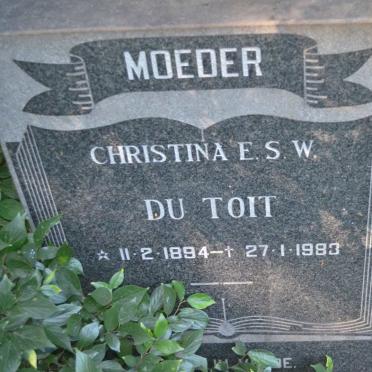 MOEDER
CHRISTINA E. S. W.
DU TOIT
☆ 11·2·1894 – † 27·1·1983